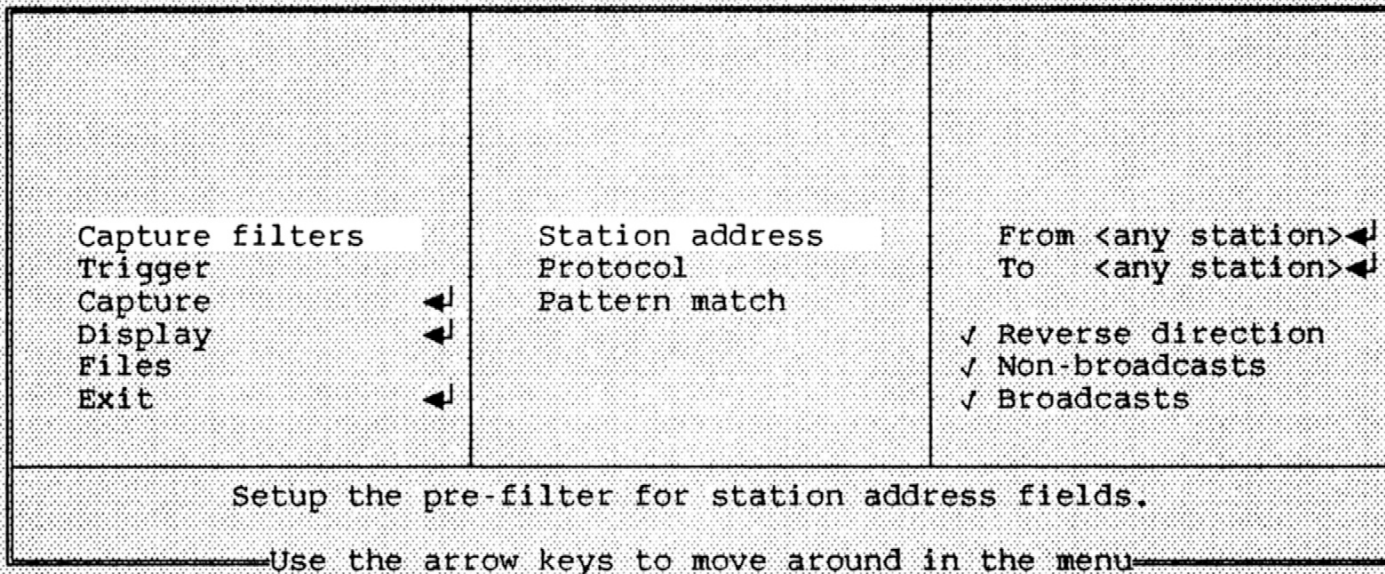 Capture filters
Trigger
Capture
Display
Files
Exit
Station address
Protocol
Pattern match
From <any station>
To <any station>
√ Reverse direction
√ Non-broadcasts
√ Broadcasts
Setup the pre-filter for station address fields.
Use the arrow keys to move around in the menu